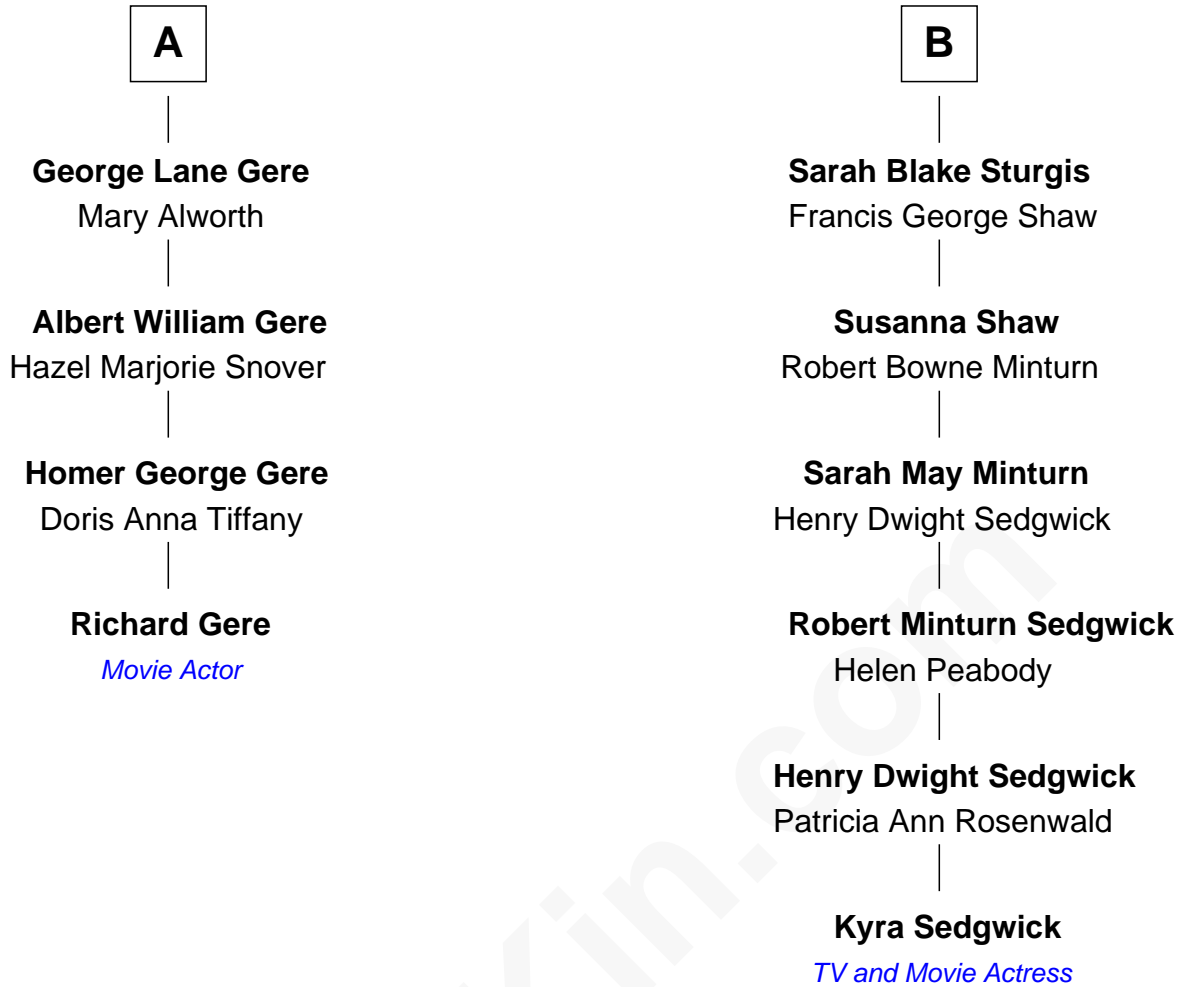 A
George Lane Gere
Mary Alworth
Albert William Gere
Hazel Marjorie Snover
Homer George Gere
Doris Anna Tiffany
Richard Gere
Movie Actor
B
Sarah Blake Sturgis
Francis George Shaw
Susanna Shaw
Robert Bowne Minturn
Sarah May Minturn
Henry Dwight Sedgwick
Robert Minturn Sedgwick
Helen Peabody
Henry Dwight Sedgwick
Patricia Ann Rosenwald
Kyra Sedgwick
TV and Movie Actress
Kin.com